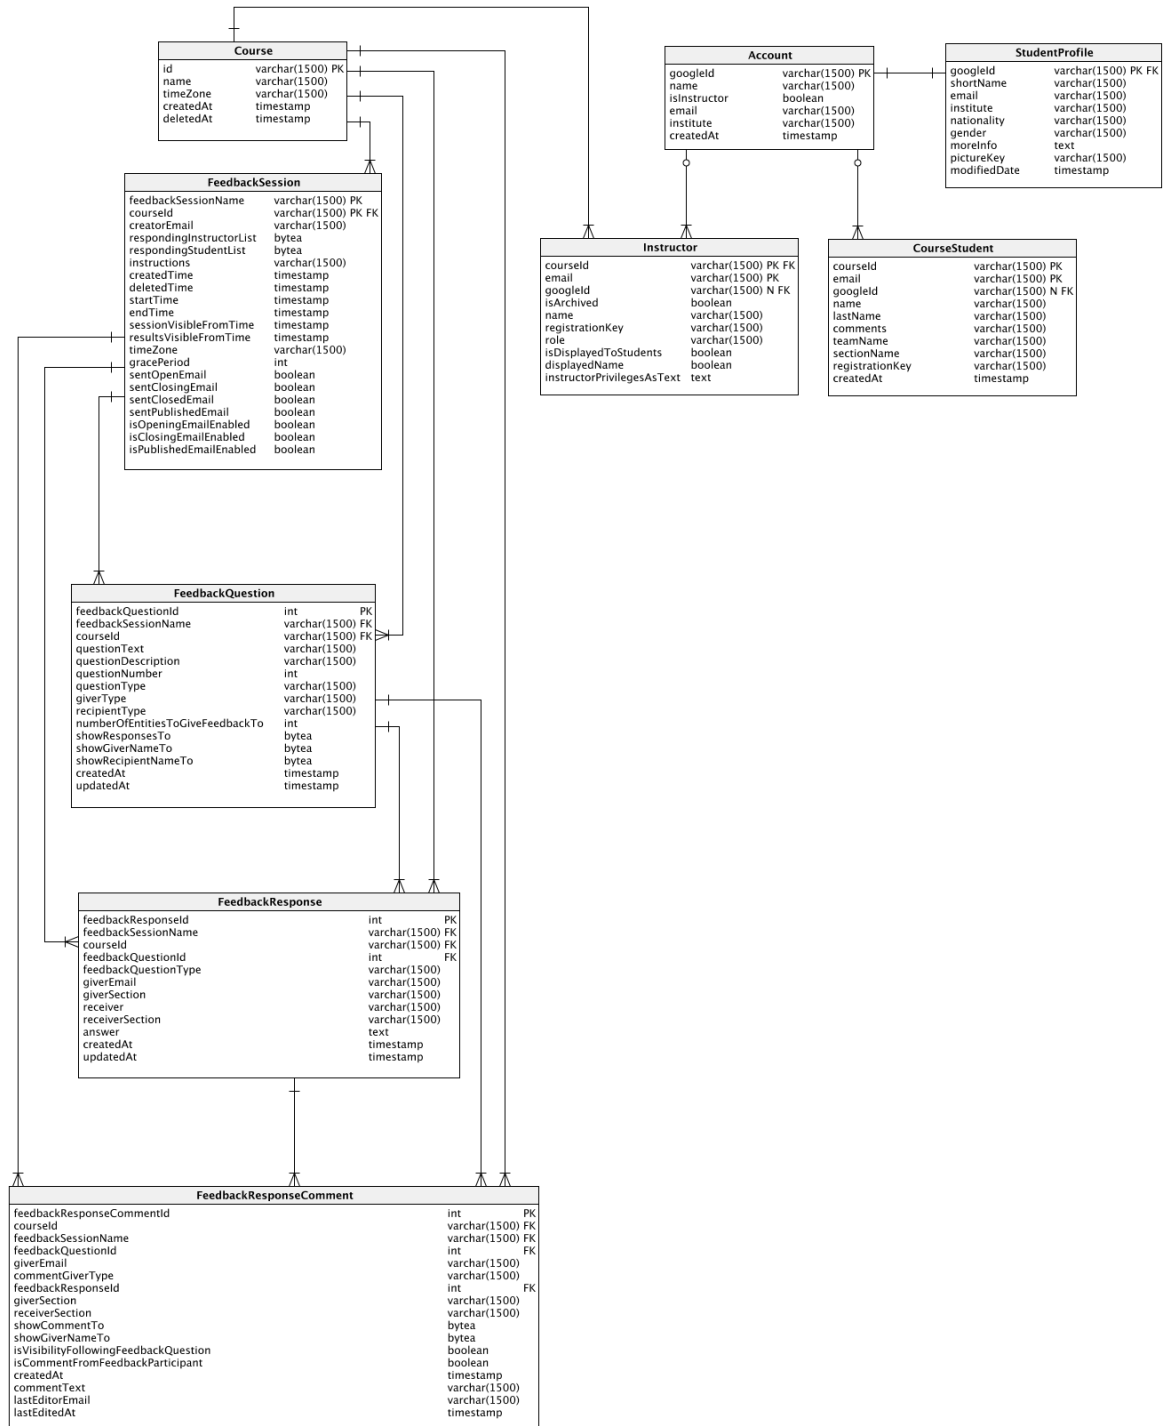 Course
id varchar(1500) PK
name varchar(1500)
timeZone varchar(1500)
createdAt timestamp
deletedAt timestamp
Account
googleId varchar(1500) PK
name varchar(1500)
isInstructor boolean
email varchar(1500)
institute varchar(1500)
createdAt timestamp
StudentProfile
googleId varchar(1500) PK FK
shortName varchar(1500)
email varchar(1500)
institute varchar(1500)
nationality varchar(1500)
gender varchar(1500)
moreInfo text
pictureKey varchar(1500)
modifiedDate timestamp
FeedbackSession
feedbackSessionName varchar(1500) PK
courseId varchar(1500) PK FK
creatorEmail varchar(1500)
respondingInstructorList bytea
respondingStudentList bytea
instructions varchar(1500)
createdTime timestamp
deletedTime timestamp
startTime timestamp
endTime timestamp
sessionVisibleFromTime timestamp
resultsVisibleFromTime timestamp
timeZone varchar(1500)
gracePeriod int
sentOpenEmail boolean
sentClosingEmail boolean
sentClosedEmail boolean
sentPublishedEmail boolean
isOpeningEmailEnabled boolean
isClosingEmailEnabled boolean
isPublishedEmailEnabled boolean
Instructor
courseId varchar(1500) PK FK
email varchar(1500) PK
googleId varchar(1500) N FK
isArchived boolean
name varchar(1500)
registrationKey varchar(1500)
role varchar(1500)
isDisplayedToStudents boolean
displayedName boolean
instructorPrivilegesAsText text
CourseStudent
courseId varchar(1500) PK
email varchar(1500) PK
googleId varchar(1500) N FK
name varchar(1500)
lastName varchar(1500)
comments varchar(1500)
teamName varchar(1500)
sectionName varchar(1500)
registrationKey varchar(1500)
createdAt timestamp
FeedbackQuestion
feedbackQuestionId int PK
feedbackSessionName varchar(1500) FK
courseId varchar(1500) FK
questionText varchar(1500)
questionDescription varchar(1500)
questionNumber int
questionType varchar(1500)
giverType varchar(1500)
recipientType varchar(1500)
numberOfEntitiesToGiveFeedbackTo int
showResponsesTo bytea
showGiverNameTo bytea
showRecipientNameTo bytea
createdAt timestamp
updatedAt timestamp
FeedbackResponse
feedbackResponseId int PK
feedbackSessionName varchar(1500) FK
courseId varchar(1500) FK
feedbackQuestionId int FK
feedbackQuestionType varchar(1500)
giverEmail varchar(1500)
giverSection varchar(1500)
receiver varchar(1500)
receiverSection varchar(1500)
answer text
createdAt timestamp
updatedAt timestamp
FeedbackResponseComment
feedbackResponseCommentId int PK
courseId varchar(1500) FK
feedbackSessionName varchar(1500) FK
feedbackQuestionId int FK
giverEmail varchar(1500)
commentGiverType varchar(1500)
feedbackResponseId int FK
giverSection varchar(1500)
receiverSection varchar(1500)
showCommentTo bytea
showGiverNameTo bytea
isVisibilityFollowingFeedbackQuestion boolean
isCommentFromFeedbackParticipant boolean
createdAt timestamp
commentText varchar(1500)
lastEditorEmail varchar(1500)
lastEditedAt timestamp